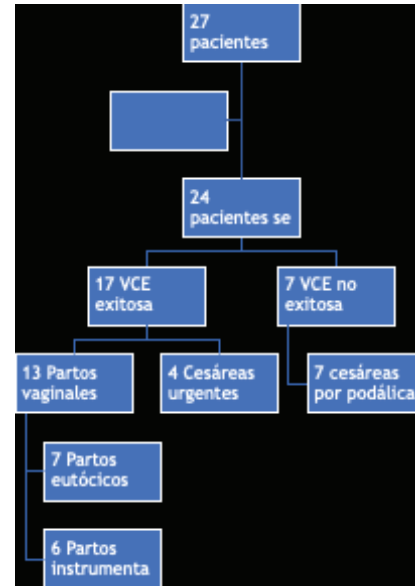 27
pacientes
24
pacientes se
17 VCE
exitosa
7 VCE no
exitosa
13 Partos
vaginales
4 Cesáreas
urgentes
7 cesáreas
por podálica
7 Partos
eutócicos
6 Partos
instrumenta